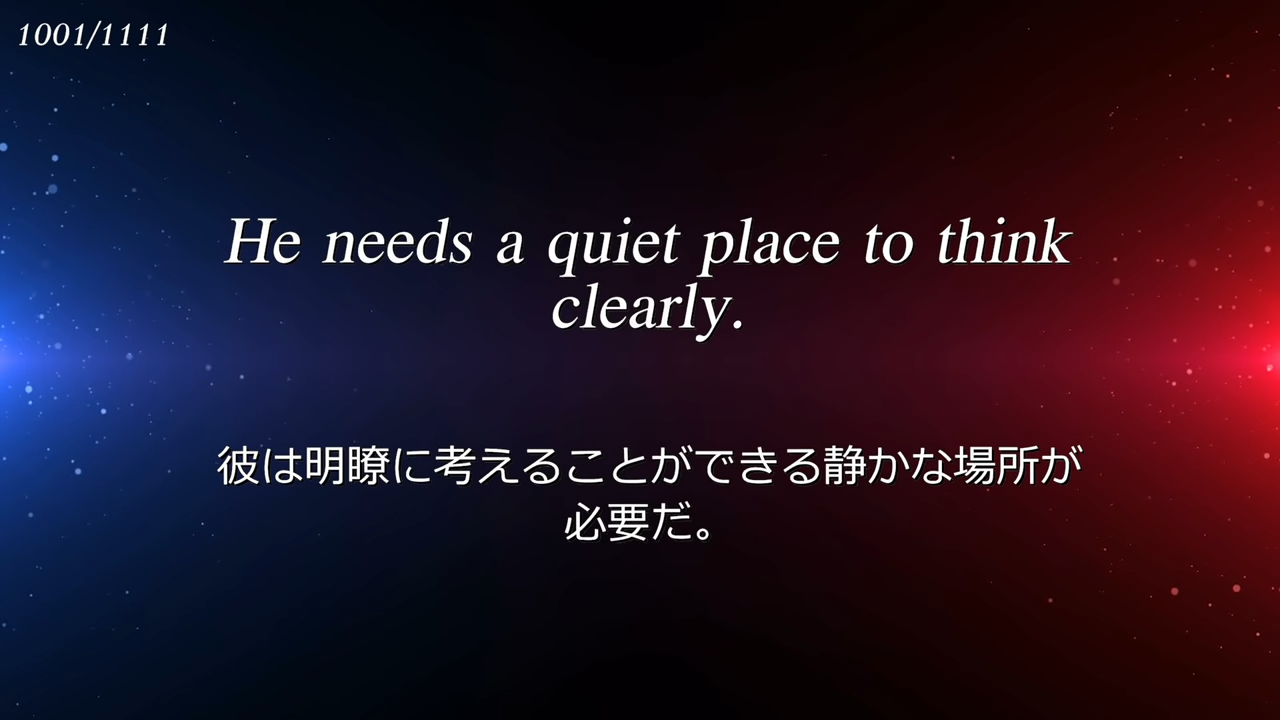 1001/1111
He needs a quiet place to think
clearly.
彼は明瞭に考えることができる静かな場所が
必要だ。